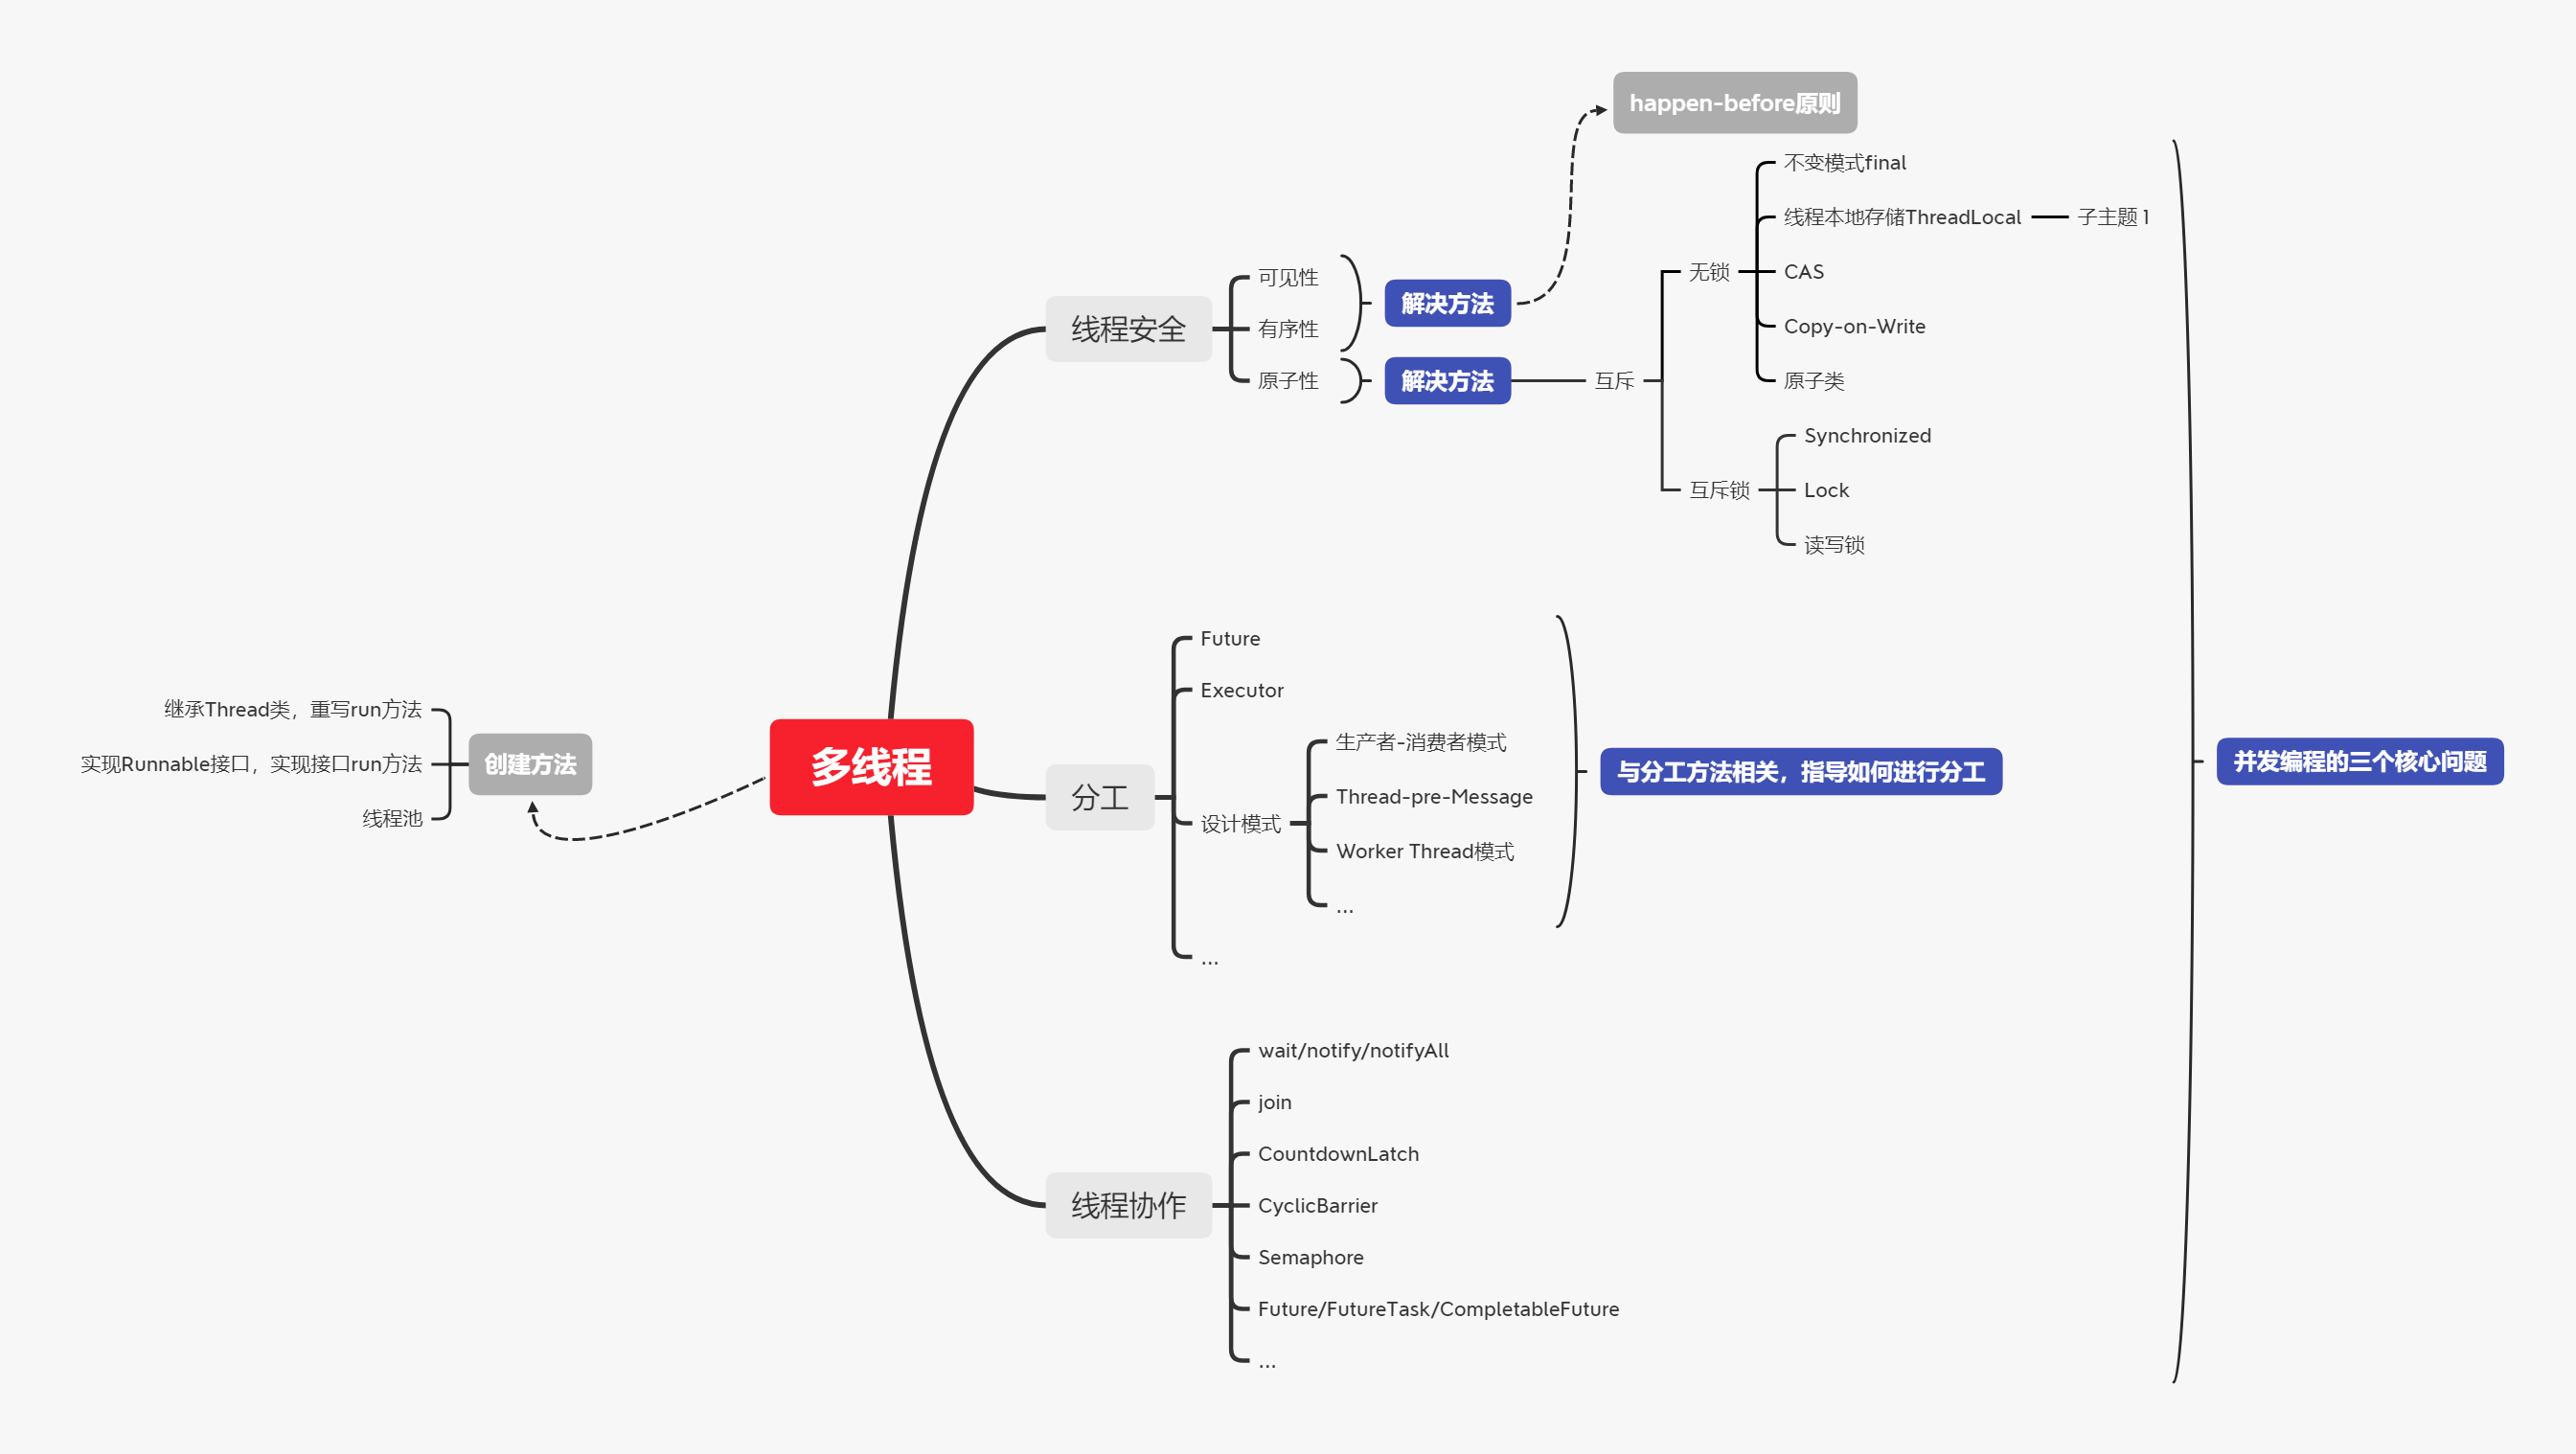 多线程
线程安全
可见性
有序性
原子性
解决方法
happen-before原则
解决方法
互斥
无锁
不变模式final
线程本地存储ThreadLocal
子主题 1
CAS
Copy-on-Write
原子类
互斥锁
Synchronized
Lock
读写锁
分工
Future
Executor
设计模式
生产者-消费者模式
Thread-pre-Message
Worker Thread模式
...
...
与分工方法相关，指导如何进行分工
线程协作
wait/notify/notifyAll
join
CountdownLatch
CyclicBarrier
Semaphore
Future/FutureTask/CompletableFuture
...
并发编程的三个核心问题
创建方法
继承Thread类，重写run方法
实现Runnable接口，实现接口run方法
线程池